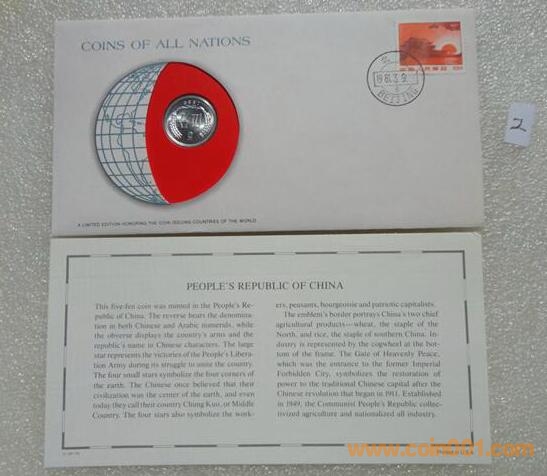 COINS OF ALL NATIONS
1981.3.9
BEIJING
2
A LIMITED EDITION HONORING THE COIN ISSUING COUNTRIES OF THE WORLD
PEOPLE'S REPUBLIC OF CHINA
This five-fen coin was minted in the People's Re-
public of China. The reverse bears the denomina-
tion in both Chinese and Arabic numerals, while
the obverse displays the country's arms and the
republic's name in Chinese characters. The large
star represents the victories of the People's Libera-
tion Army during its struggle to unite the country.
The four small stars symbolize the four corners of
the earth. The Chinese once believed that their
civilization was the center of the earth, and even
today they call their country Chung Kuo, or Middle
Country. The four stars also symbolize the work-
ers, peasants, bourgeoisie and patriotic capitalists.
The emblem's border portrays China's two chief
agricultural products—wheat, the staple of the
North, and rice, the staple of southern China. In-
dustry is represented by the cogwheel at the bot-
tom of the frame. The Gate of Heavenly Peace,
which was the entrance to the former Imperial
Forbidden City, symbolizes the restoration of
power to the traditional Chinese capital after the
Chinese revolution that began in 1911. Established
in 1949, the Communist People's Republic collec-
tivized agriculture and nationalized all industry.
www.coin001.com